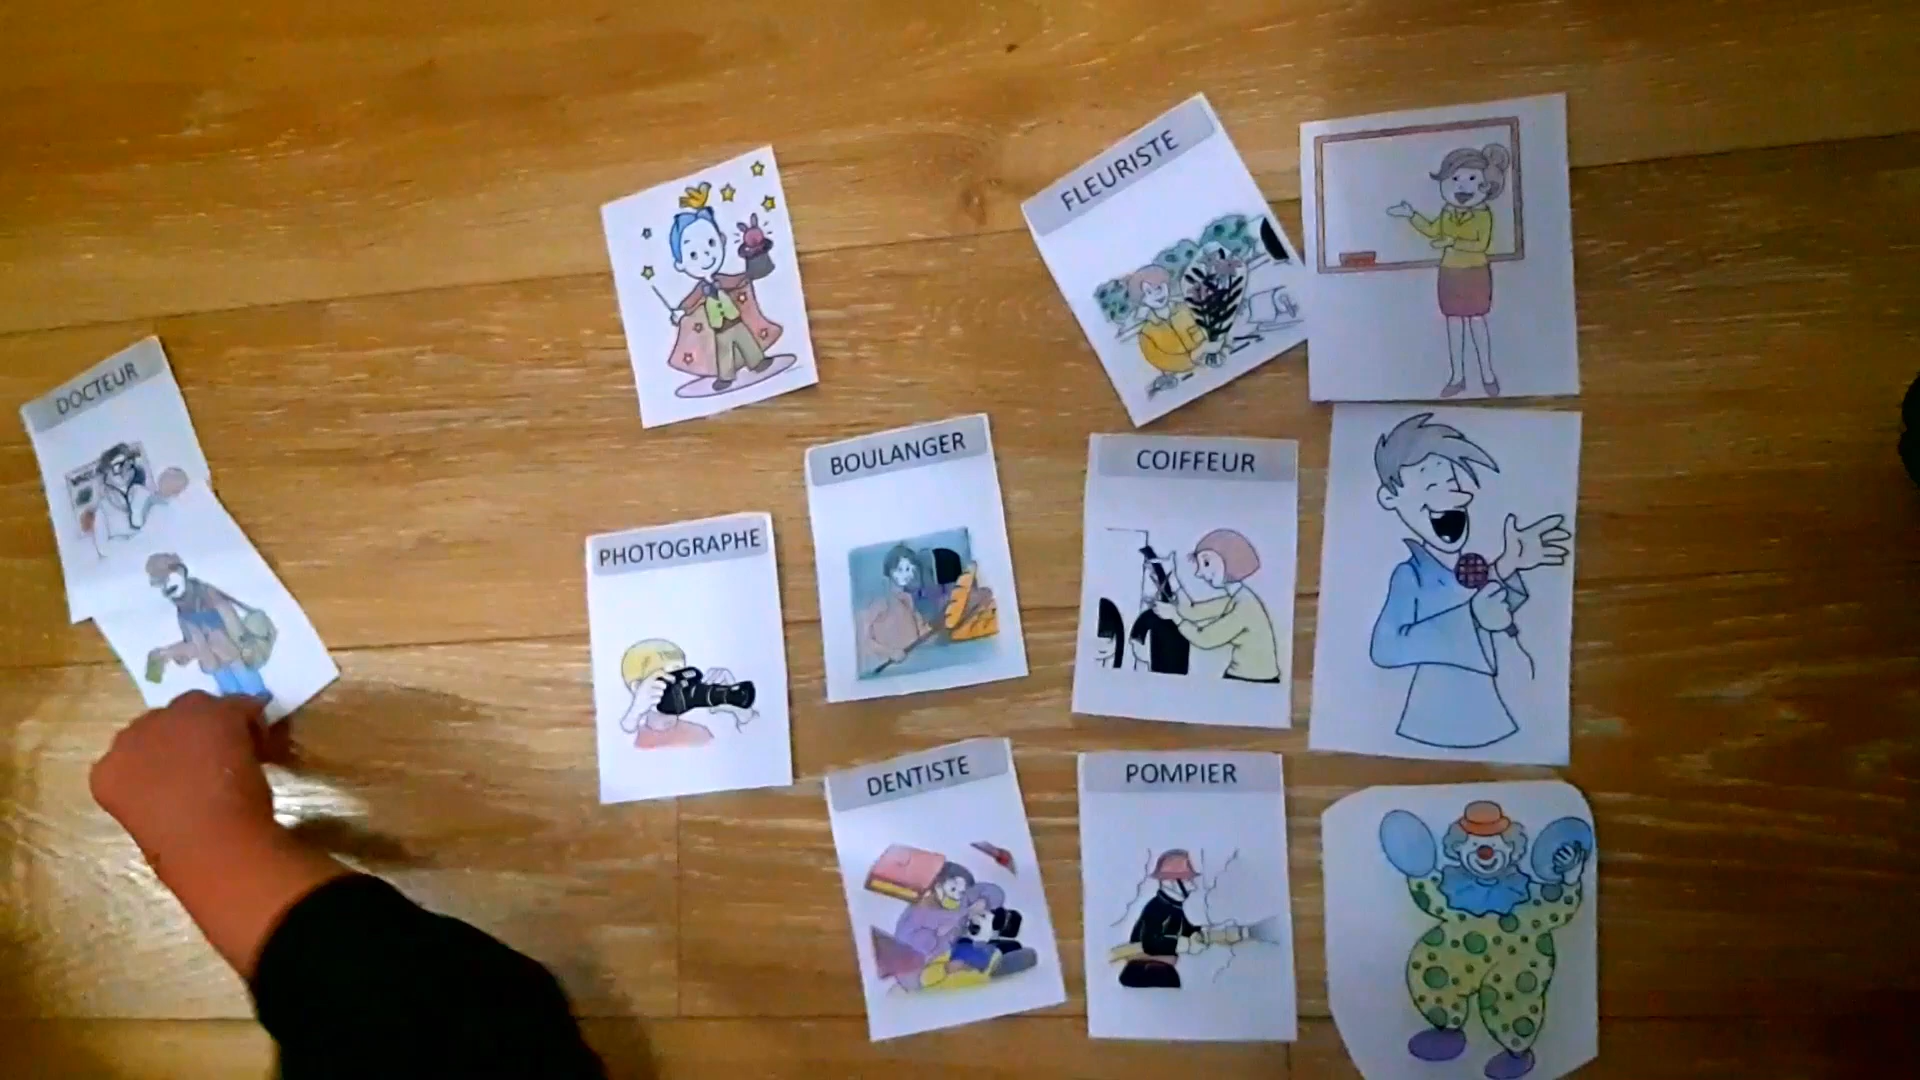 FLEURISTE
DOCTEUR
BOULANGER
COIFFEUR
PHOTOGRAPHE
DENTISTE
POMPIER